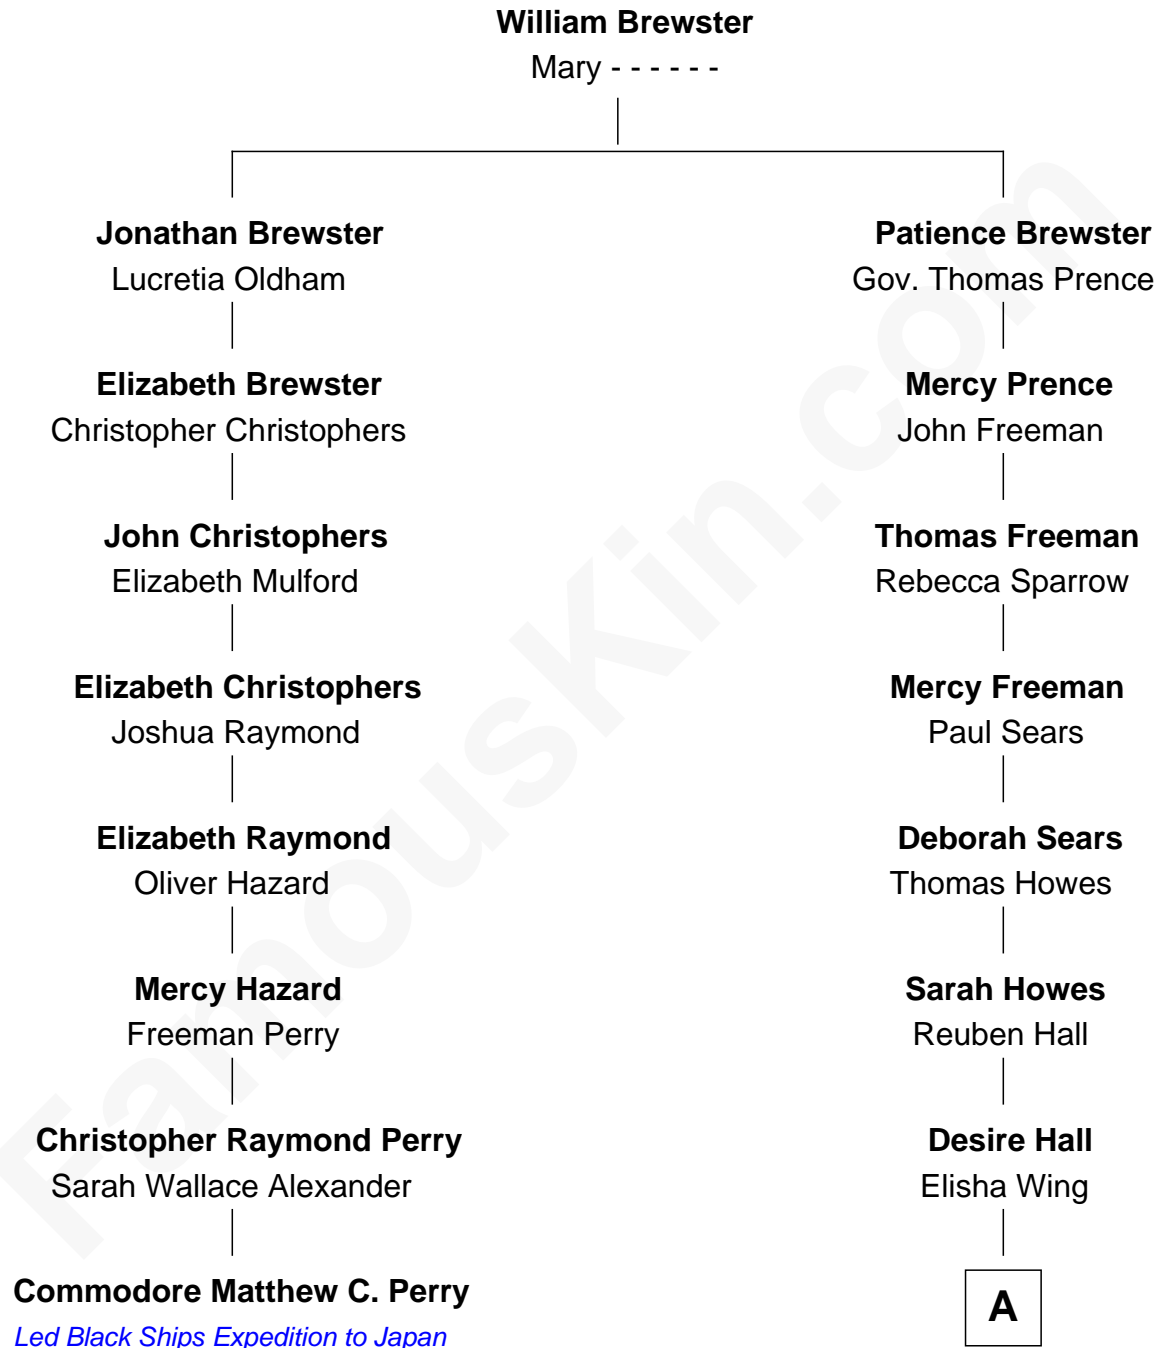 William Brewster
Mary - - - - - -
Jonathan Brewster
Lucretia Oldham
Patience Brewster
Gov. Thomas Prence
Elizabeth Brewster
Christopher Christophers
Mercy Prence
John Freeman
John Christophers
Elizabeth Mulford
Thomas Freeman
Rebecca Sparrow
Elizabeth Christophers
Joshua Raymond
Mercy Freeman
Paul Sears
Elizabeth Raymond
Oliver Hazard
Deborah Sears
Thomas Howes
Mercy Hazard
Freeman Perry
Sarah Howes
Reuben Hall
Christopher Raymond Perry
Sarah Wallace Alexander
Desire Hall
Elisha Wing
Commodore Matthew C. Perry
Led Black Ships Expedition to Japan
A
FamousKin.com